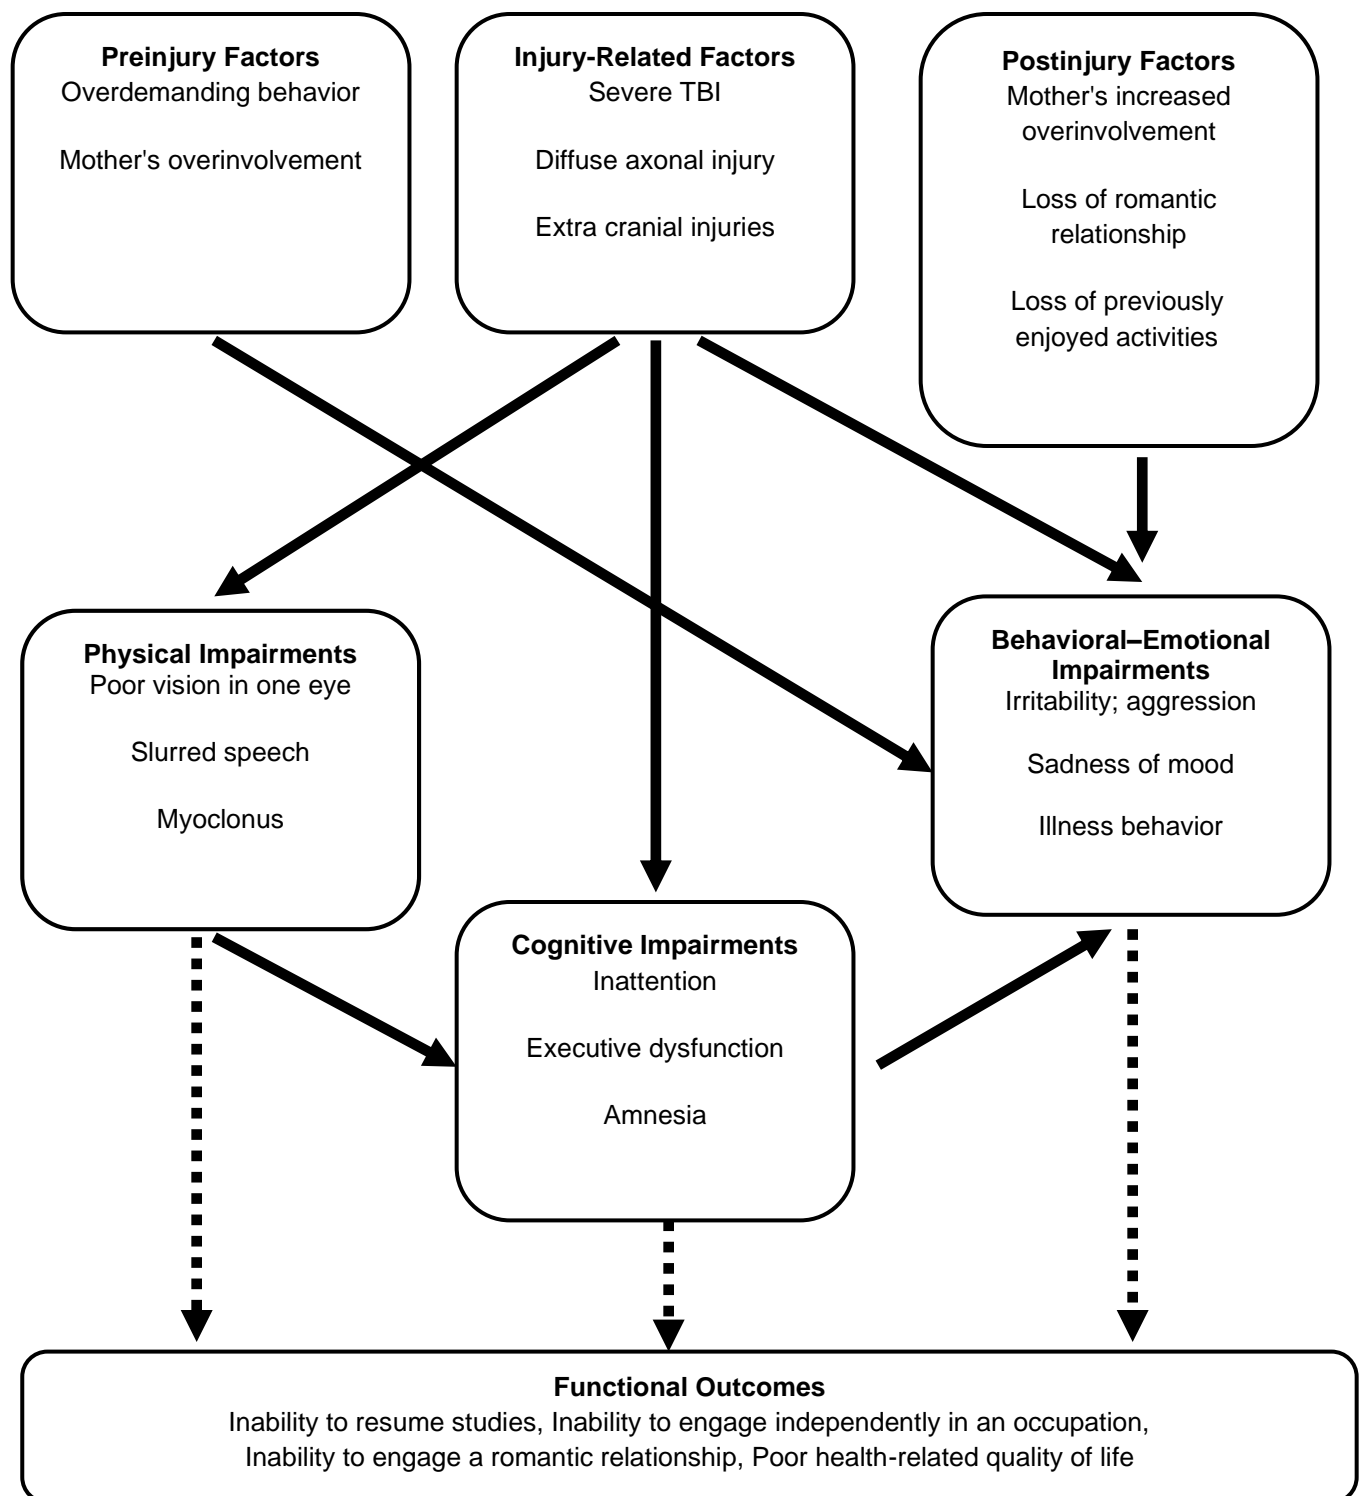 Preinjury Factors
Overdemanding behavior
Mother's overinvolvement
Injury-Related Factors
Severe TBI
Diffuse axonal injury
Extra cranial injuries
Postinjury Factors
Mother's increased
overinvolvement
Loss of romantic
relationship
Loss of previously
enjoyed activities
Physical Impairments
Poor vision in one eye
Slurred speech
Myoclonus
Behavioral–Emotional
Impairments
Irritability; aggression
Sadness of mood
Illness behavior
Cognitive Impairments
Inattention
Executive dysfunction
Amnesia
Functional Outcomes
Inability to resume studies, Inability to engage independently in an occupation,
Inability to engage a romantic relationship, Poor health-related quality of life